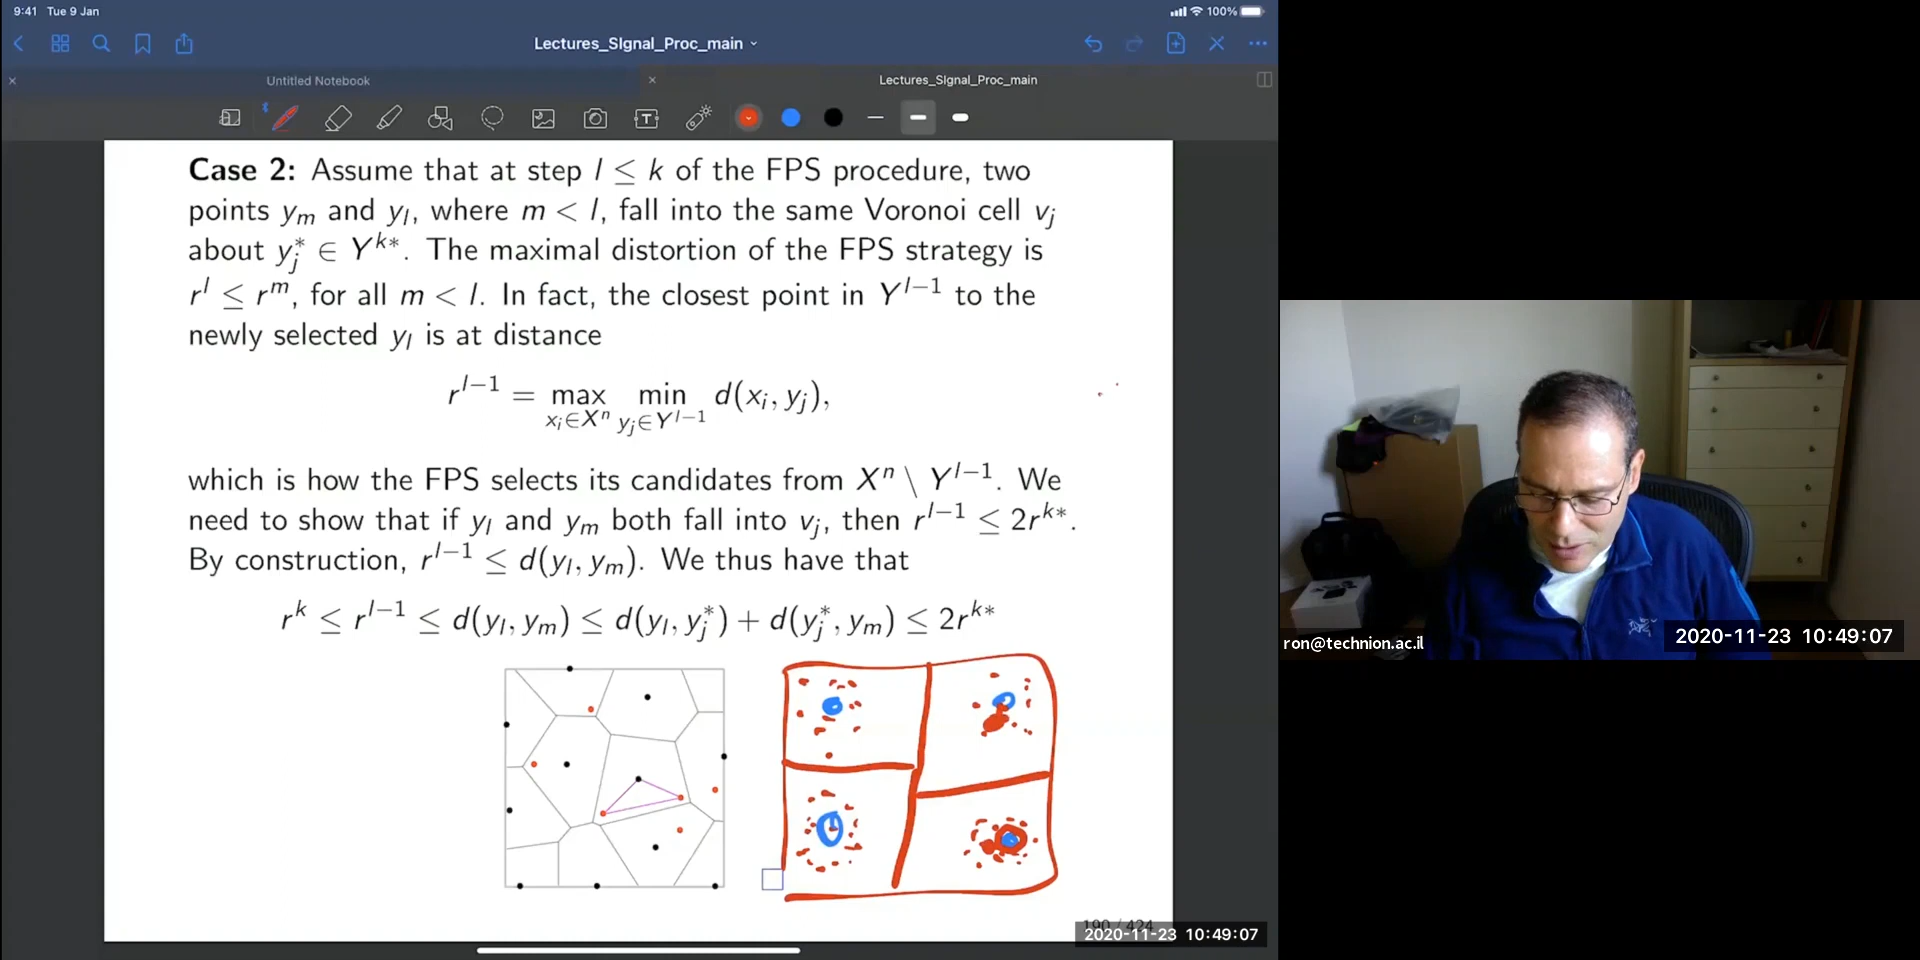 9:41 Tue 9 Jan
100%
Lectures_SIgnal_Proc_main
Untitled Notebook
Lectures_SIgnal_Proc_main
Case 2: Assume that at step l ≤ k of the FPS procedure, two
points y_m and y_l, where m < l, fall into the same Voronoi cell v_j
about y_j^* ∈ Y^{k*}. The maximal distortion of the FPS strategy is
r^l ≤ r^m, for all m < l. In fact, the closest point in Y^{l−1} to the
newly selected y_l is at distance
r^{l−1} = max_{x_i∈X^n} min_{y_j∈Y^{l−1}} d(x_i, y_j),
which is how the FPS selects its candidates from X^n \ Y^{l−1}. We
need to show that if y_l and y_m both fall into v_j, then r^{l−1} ≤ 2r^{k*}.
By construction, r^{l−1} ≤ d(y_l, y_m). We thus have that
r^k ≤ r^{l−1} ≤ d(y_l, y_m) ≤ d(y_l, y_j^*) + d(y_j^*, y_m) ≤ 2r^{k*}
190 / 424
2020-11-23 10:49:07
ron@technion.ac.il
2020-11-23 10:49:07